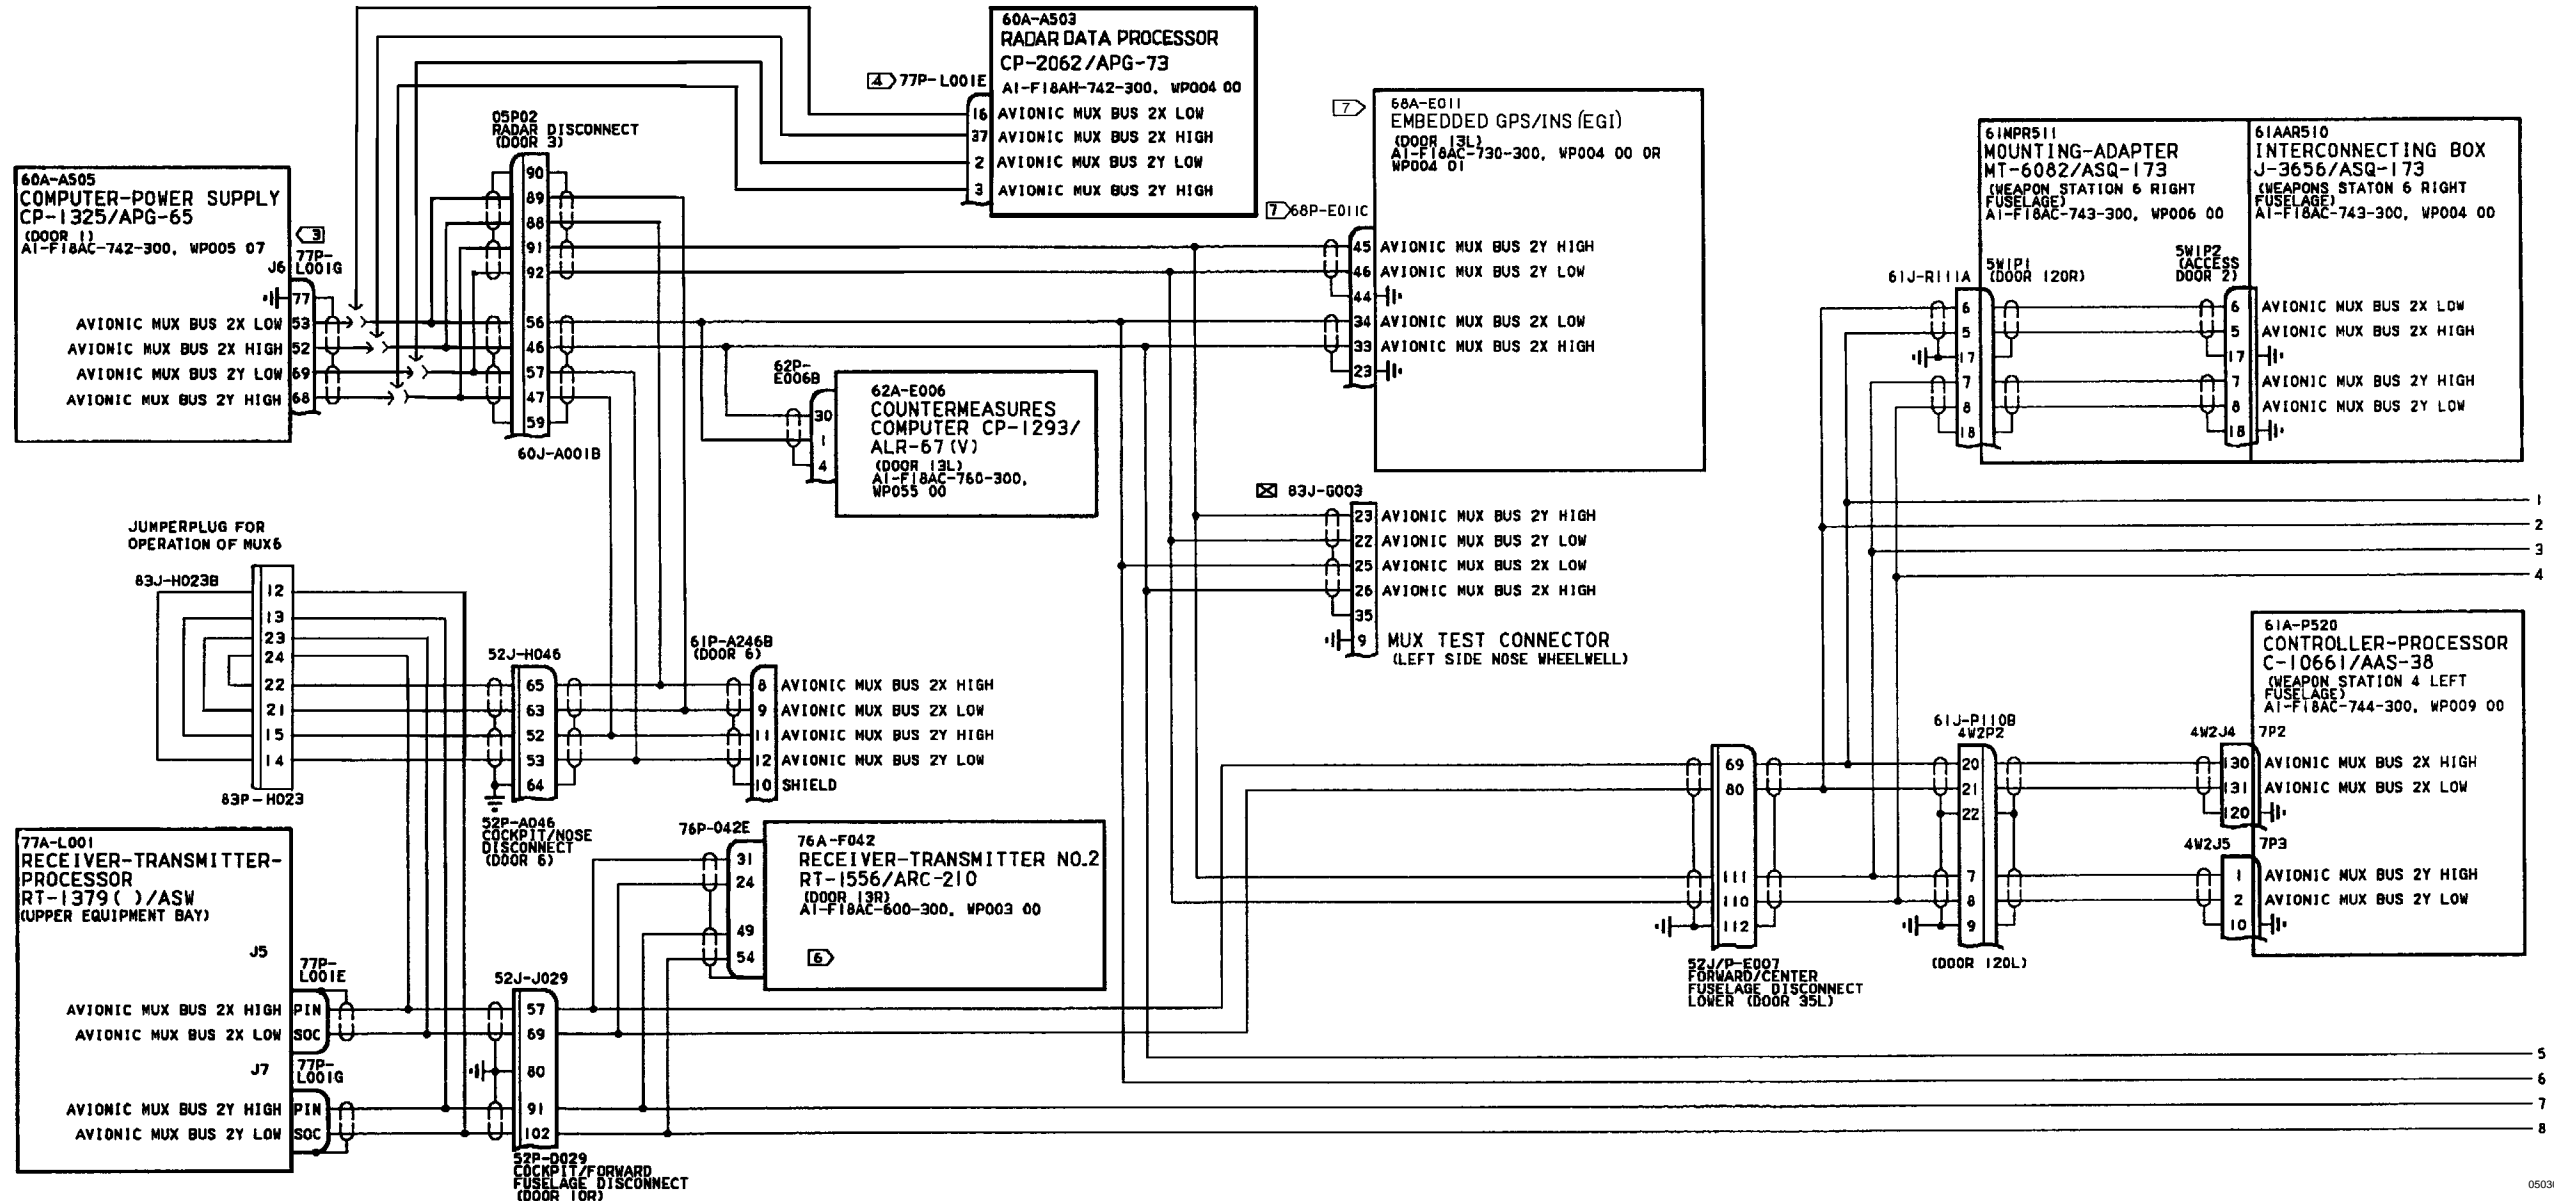 60A-A503
RADAR DATA PROCESSOR
CP-2062/APG-73
A1-F18AH-742-300, WP004 00
4 77P-L001E
16 AVIONIC MUX BUS 2X LOW
37 AVIONIC MUX BUS 2X HIGH
2 AVIONIC MUX BUS 2Y LOW
3 AVIONIC MUX BUS 2Y HIGH
60A-A505
COMPUTER-POWER SUPPLY
CP-1325/APG-65
(DOOR 1)
A1-F18AC-742-300, WP005 07
3
J6
77P-
L001G
77
AVIONIC MUX BUS 2X LOW 53
AVIONIC MUX BUS 2X HIGH 52
AVIONIC MUX BUS 2Y LOW 69
AVIONIC MUX BUS 2Y HIGH 68
05P02
RADAR DISCONNECT
(DOOR 3)
90
89
88
91
92
56
46
57
47
59
60J-A001B
62P-
E006B
30
1
4
62A-E006
COUNTERMEASURES
COMPUTER CP-1293/
ALR-67(V)
(DOOR 13L)
A1-F18AC-760-300,
WP055 00
7
68A-E011
EMBEDDED GPS/INS (EGI)
(DOOR 13L)
A1-F18AC-730-300, WP004 00 OR
WP004 01
7 68P-E011C
45 AVIONIC MUX BUS 2Y HIGH
46 AVIONIC MUX BUS 2Y LOW
44
34 AVIONIC MUX BUS 2X LOW
33 AVIONIC MUX BUS 2X HIGH
23
83J-G003
23 AVIONIC MUX BUS 2Y HIGH
22 AVIONIC MUX BUS 2Y LOW
25 AVIONIC MUX BUS 2X LOW
26 AVIONIC MUX BUS 2X HIGH
35
9 MUX TEST CONNECTOR
(LEFT SIDE NOSE WHEELWELL)
61MPR511
MOUNTING-ADAPTER
MT-6082/ASQ-173
(WEAPON STATION 6 RIGHT
FUSELAGE)
A1-F18AC-743-300, WP006 00
61J-R111A
5W1P1
(DOOR 120R)
6
5
17
7
8
18
61AAR510
INTERCONNECTING BOX
J-3656/ASQ-173
(WEAPONS STATON 6 RIGHT
FUSELAGE)
A1-F18AC-743-300, WP004 00
5W1P2
(ACCESS
DOOR 2)
6 AVIONIC MUX BUS 2X LOW
5 AVIONIC MUX BUS 2X HIGH
17
7 AVIONIC MUX BUS 2Y HIGH
8 AVIONIC MUX BUS 2Y LOW
18
1
2
3
4
JUMPERPLUG FOR
OPERATION OF MUX6
83J-H023B
12
13
23
24
22
21
15
14
83P-H023
52J-H046
65
63
52
53
64
52P-A046
COCKPIT/NOSE
DISCONNECT
(DOOR 6)
61P-A246B
(DOOR 6)
8 AVIONIC MUX BUS 2X HIGH
9 AVIONIC MUX BUS 2X LOW
11 AVIONIC MUX BUS 2Y HIGH
12 AVIONIC MUX BUS 2Y LOW
10 SHIELD
77A-L001
RECEIVER-TRANSMITTER-
PROCESSOR
RT-1379( )/ASW
(UPPER EQUIPMENT BAY)
J5
77P-
L001E
AVIONIC MUX BUS 2X HIGH PIN
AVIONIC MUX BUS 2X LOW SOC
J7
77P-
L001G
AVIONIC MUX BUS 2Y HIGH PIN
AVIONIC MUX BUS 2Y LOW SOC
52J-J029
57
69
80
91
102
52P-D029
COCKPIT/FORWARD
FUSELAGE DISCONNECT
(DOOR 10R)
76P-042E
31
24
49
54
76A-F042
RECEIVER-TRANSMITTER NO.2
RT-1556/ARC-210
(DOOR 13R)
A1-F18AC-600-300, WP003 00
6
69
80
111
110
112
52J/P-E007
FORWARD/CENTER
FUSELAGE DISCONNECT
LOWER (DOOR 35L)
61J-P110B
4W2P2
20
21
22
7
8
9
(DOOR 120L)
61A-P520
CONTROLLER-PROCESSOR
C-10661/AAS-38
(WEAPON STATION 4 LEFT
FUSELAGE)
A1-F18AC-744-300, WP009 00
4W2J4 7P2
130 AVIONIC MUX BUS 2X HIGH
131 AVIONIC MUX BUS 2X LOW
120
4W2J5 7P3
1 AVIONIC MUX BUS 2Y HIGH
2 AVIONIC MUX BUS 2Y LOW
10
5
6
7
8